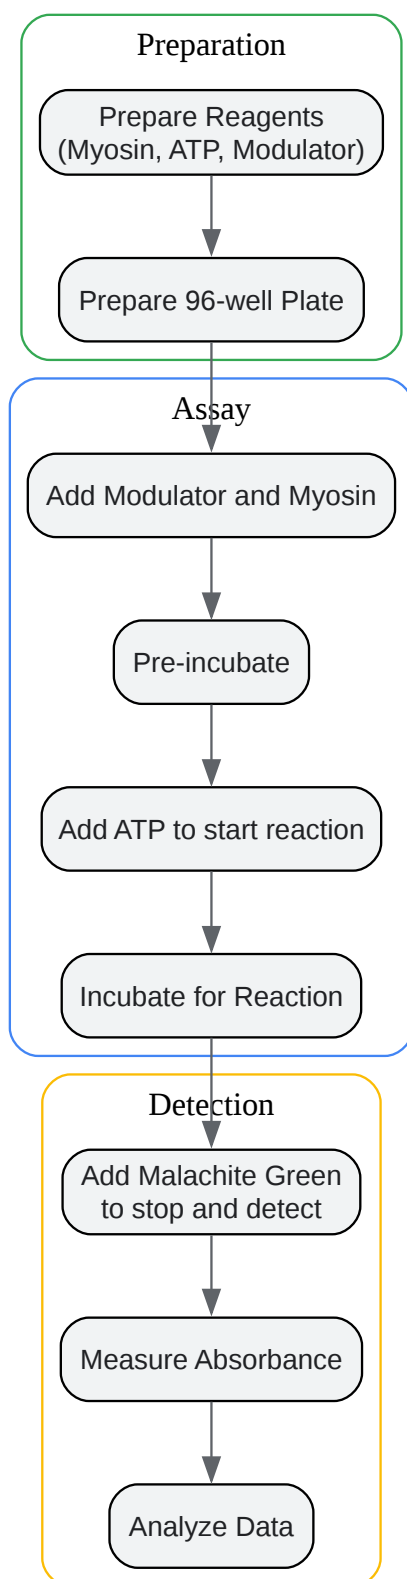 Preparation
Prepare Reagents
(Myosin, ATP, Modulator)
Prepare 96-well Plate
Assay
Add Modulator and Myosin
Pre-incubate
Add ATP to start reaction
Incubate for Reaction
Detection
Add Malachite Green
to stop and detect
Measure Absorbance
Analyze Data